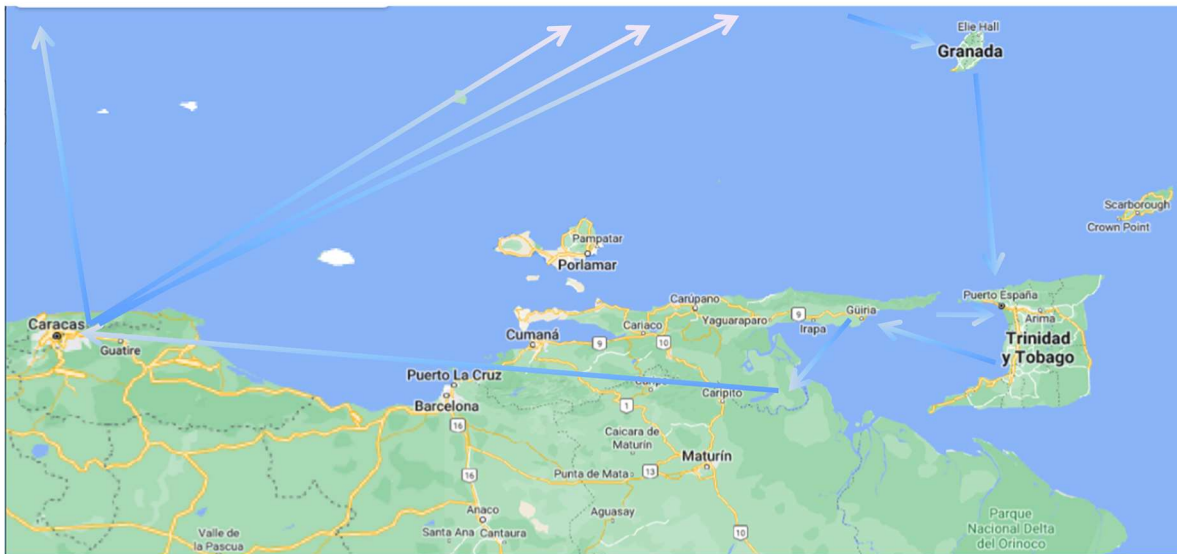 Elie Hall
Granada
Scarborough
Crown Point
Pampatar
Porlamar
Puerto España
Carúpano
Güiria
Arima
9
Caracas
Yaguaraparo
Irapa
Cumaná
Cariaco
Guatire
9
10
Trinidad
y Tobago
Puerto La Cruz
Caripito
Barcelona
1
16
Caicara de
Maturín
Maturín
16
Punta de Mata
13
Anaco
Aguasay
Parque
Nacional Delta
del Orinoco
Valle de
la Pascua
Santa Ana
Cantaura
10